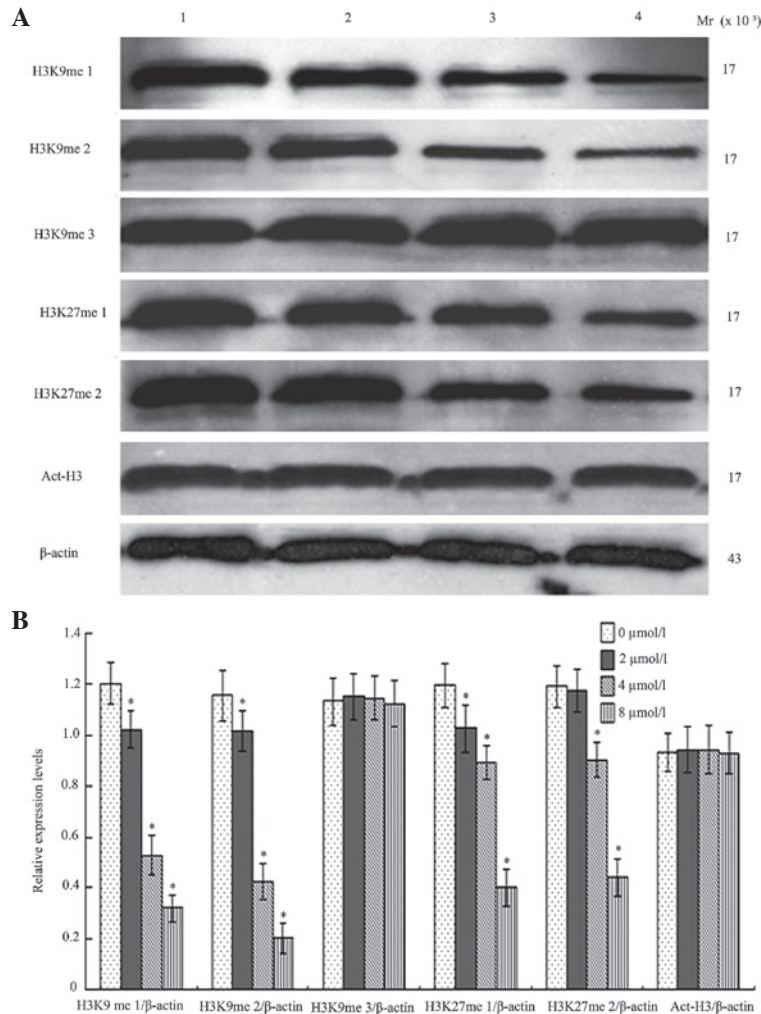 A
1 2 3 4 Mr (x 10 3)
H3K9me 1 17
H3K9me 2 17
H3K9me 3 17
H3K27me 1 17
H3K27me 2 17
Act-H3 17
β-actin 43
B
1.4
1.2
1.0
0.8
0.6
0.4
0.2
0
Relative expression levels
0 μmol/l
2 μmol/l
4 μmol/l
8 μmol/l
* * *
* * *
* * *
* *
H3K9 me 1/β-actin H3K9me 2/β-actin H3K9me 3/β-actin H3K27me 1/β-actin H3K27me 2/β-actin Act-H3/β-actin